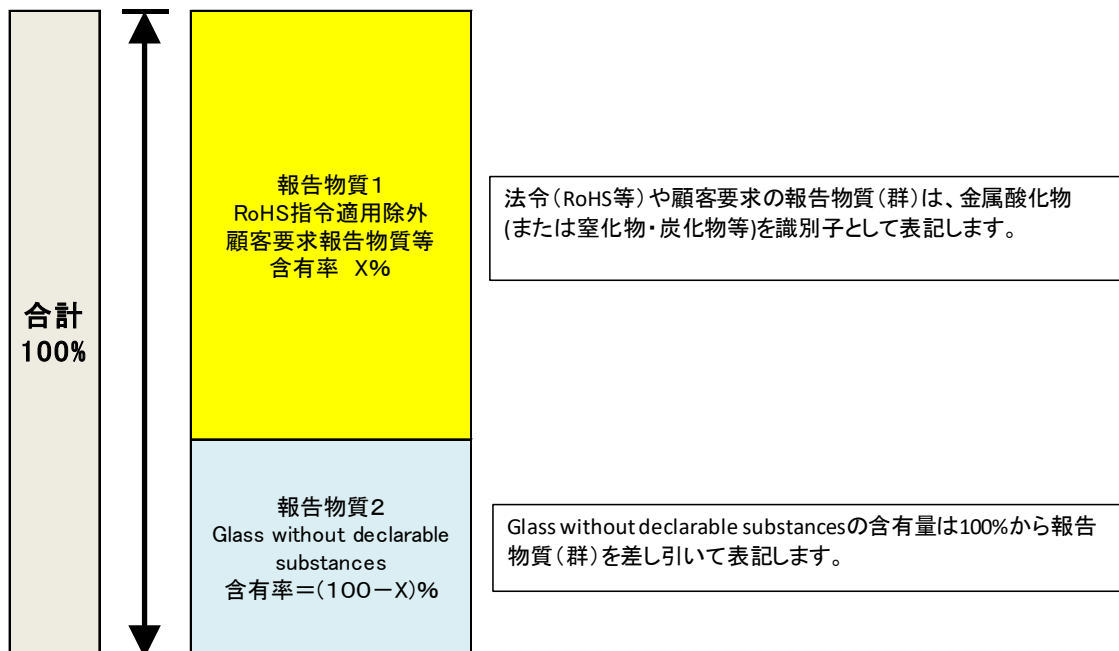 合計
100%
報告物質1
RoHS指令適用除外
顧客要求報告物質等
含有率 X%
法令(RoHS等)や顧客要求の報告物質(群)は、金属酸化物
(または窒化物・炭化物等)を識別子として表記します。
報告物質2
Glass without declarable
substances
含有率=(100-X)%
Glass without declarable substancesの含有量は100%から報告
物質(群)を差し引いて表記します。